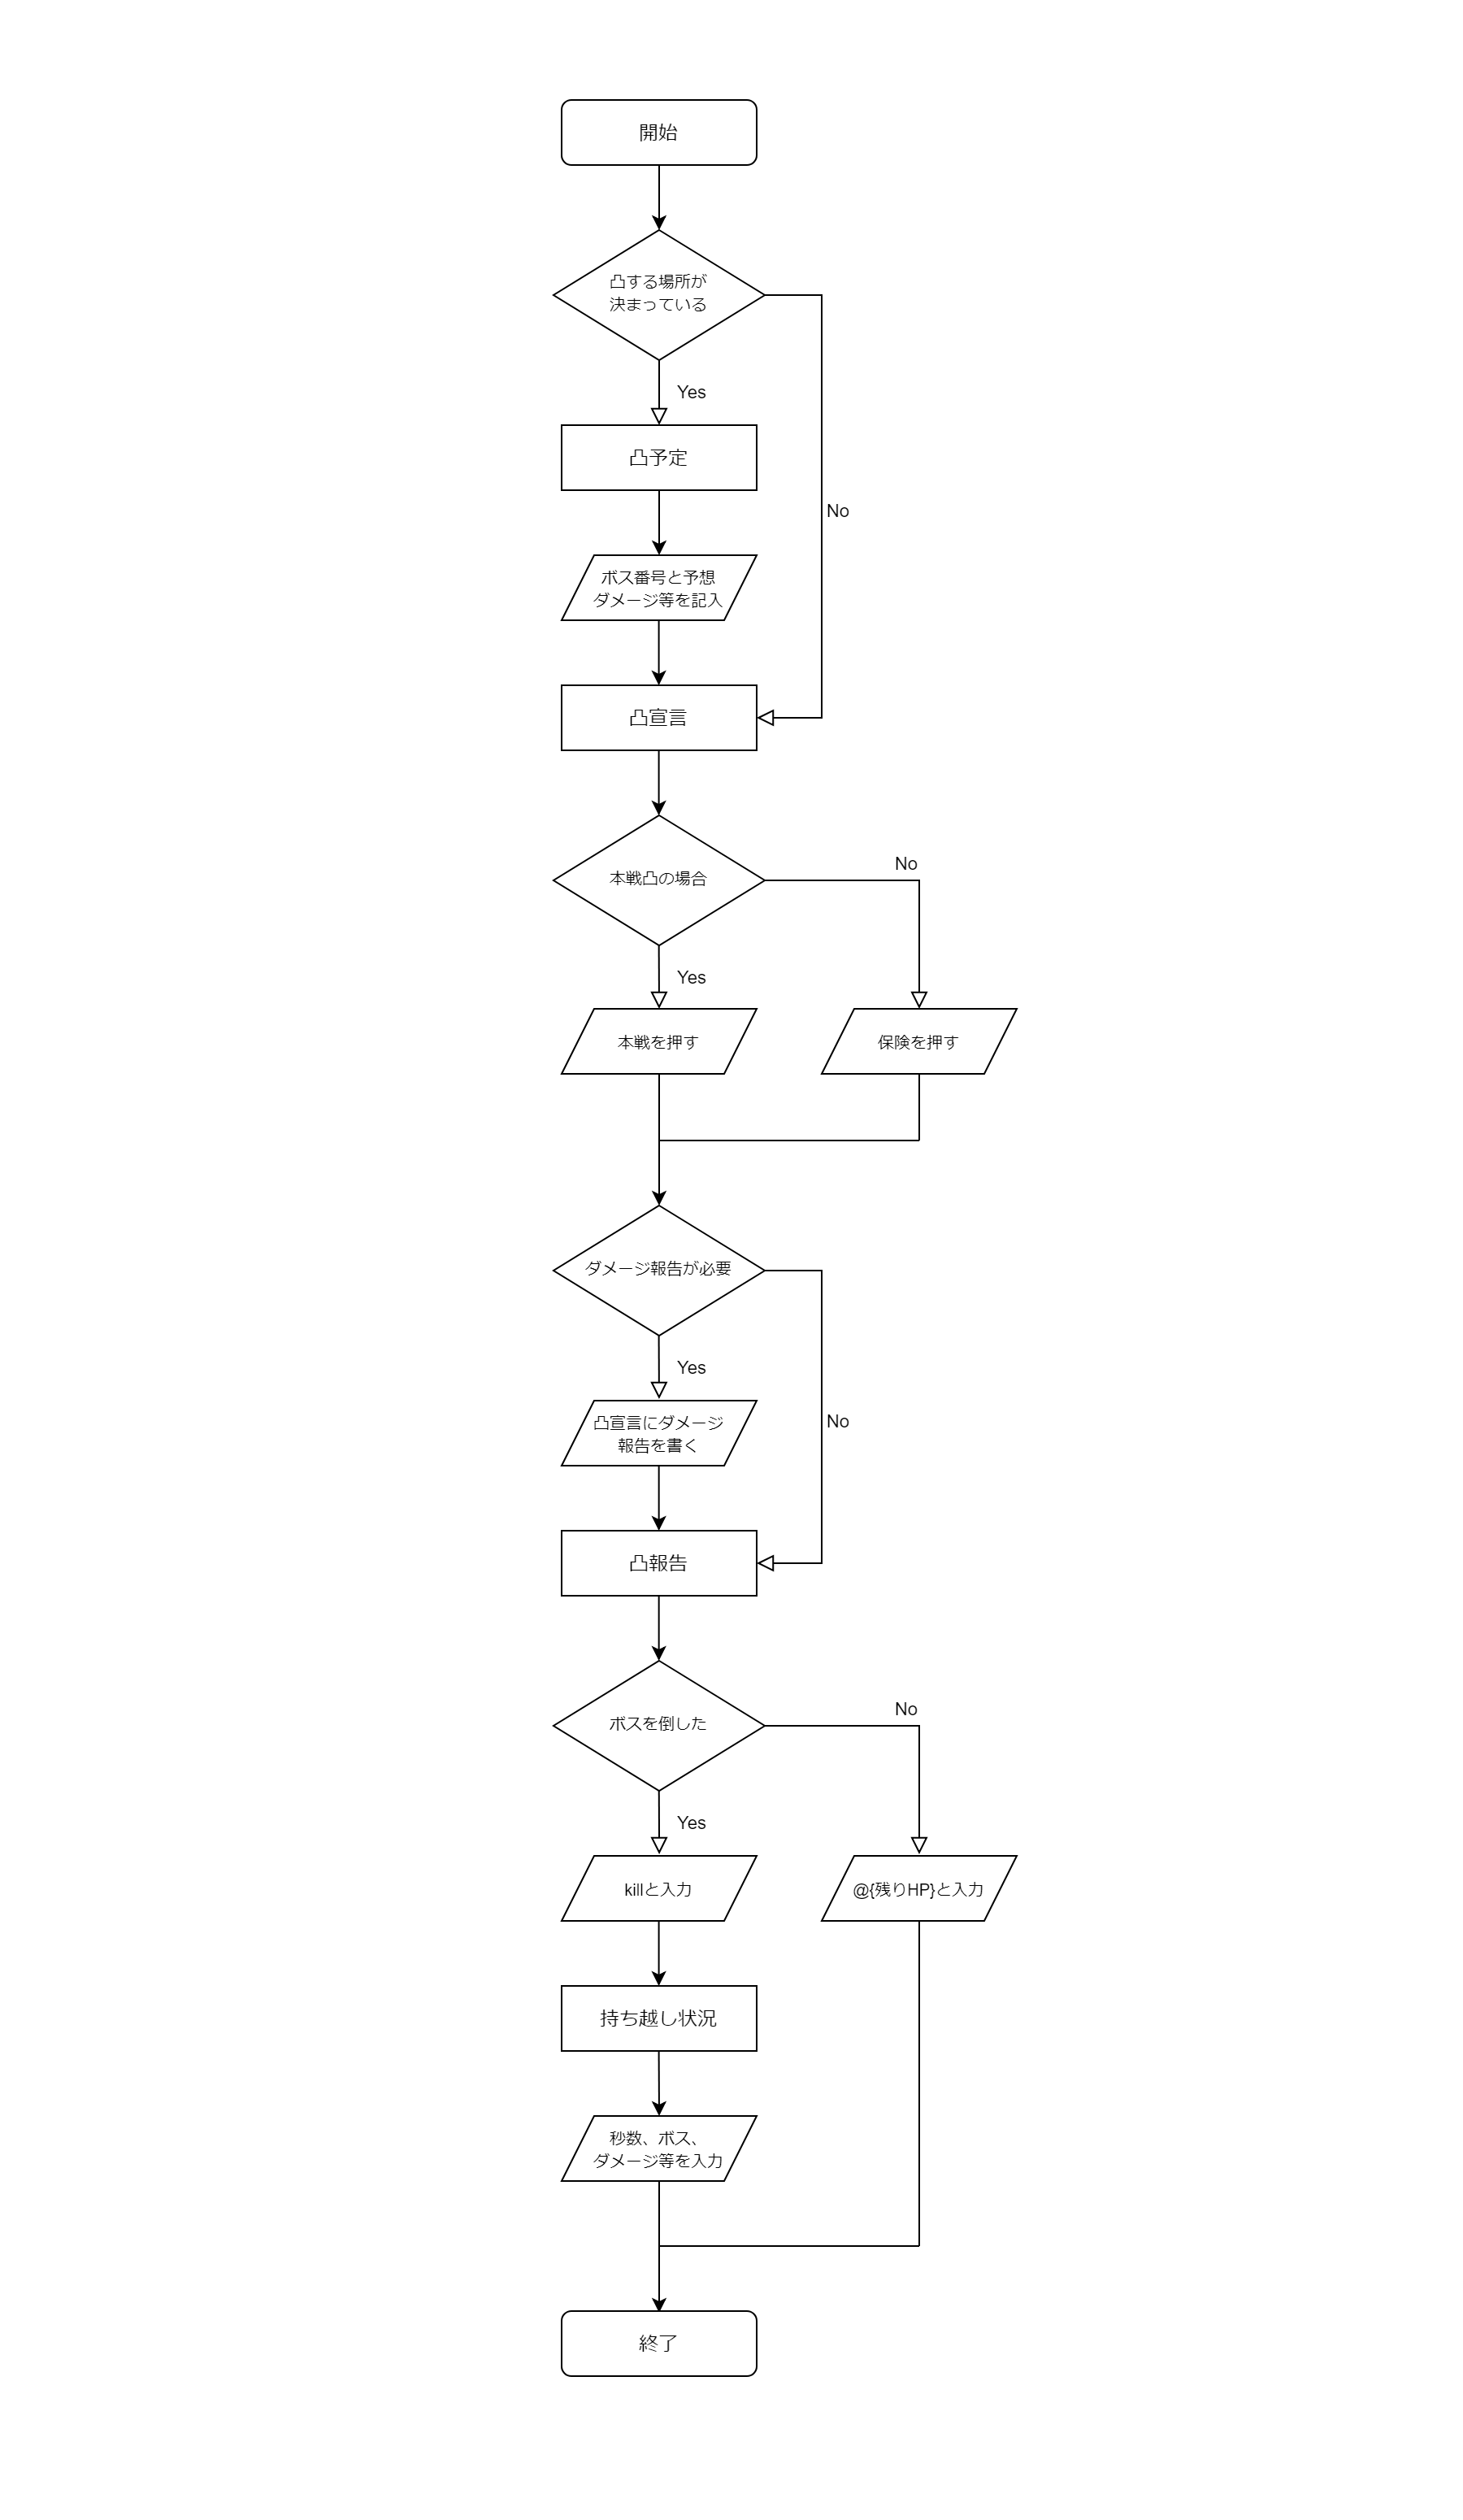 開始
凸する場所が
決まっている
Yes
凸予定
No
ボス番号と予想
ダメージ等を記入
凸宣言
本戦凸の場合
No
Yes
本戦を押す
保険を押す
ダメージ報告が必要
Yes
凸宣言にダメージ
報告を書く
No
凸報告
ボスを倒した
No
Yes
killと入力
@{残りHP}と入力
持ち越し状況
秒数、ボス、
ダメージ等を入力
終了